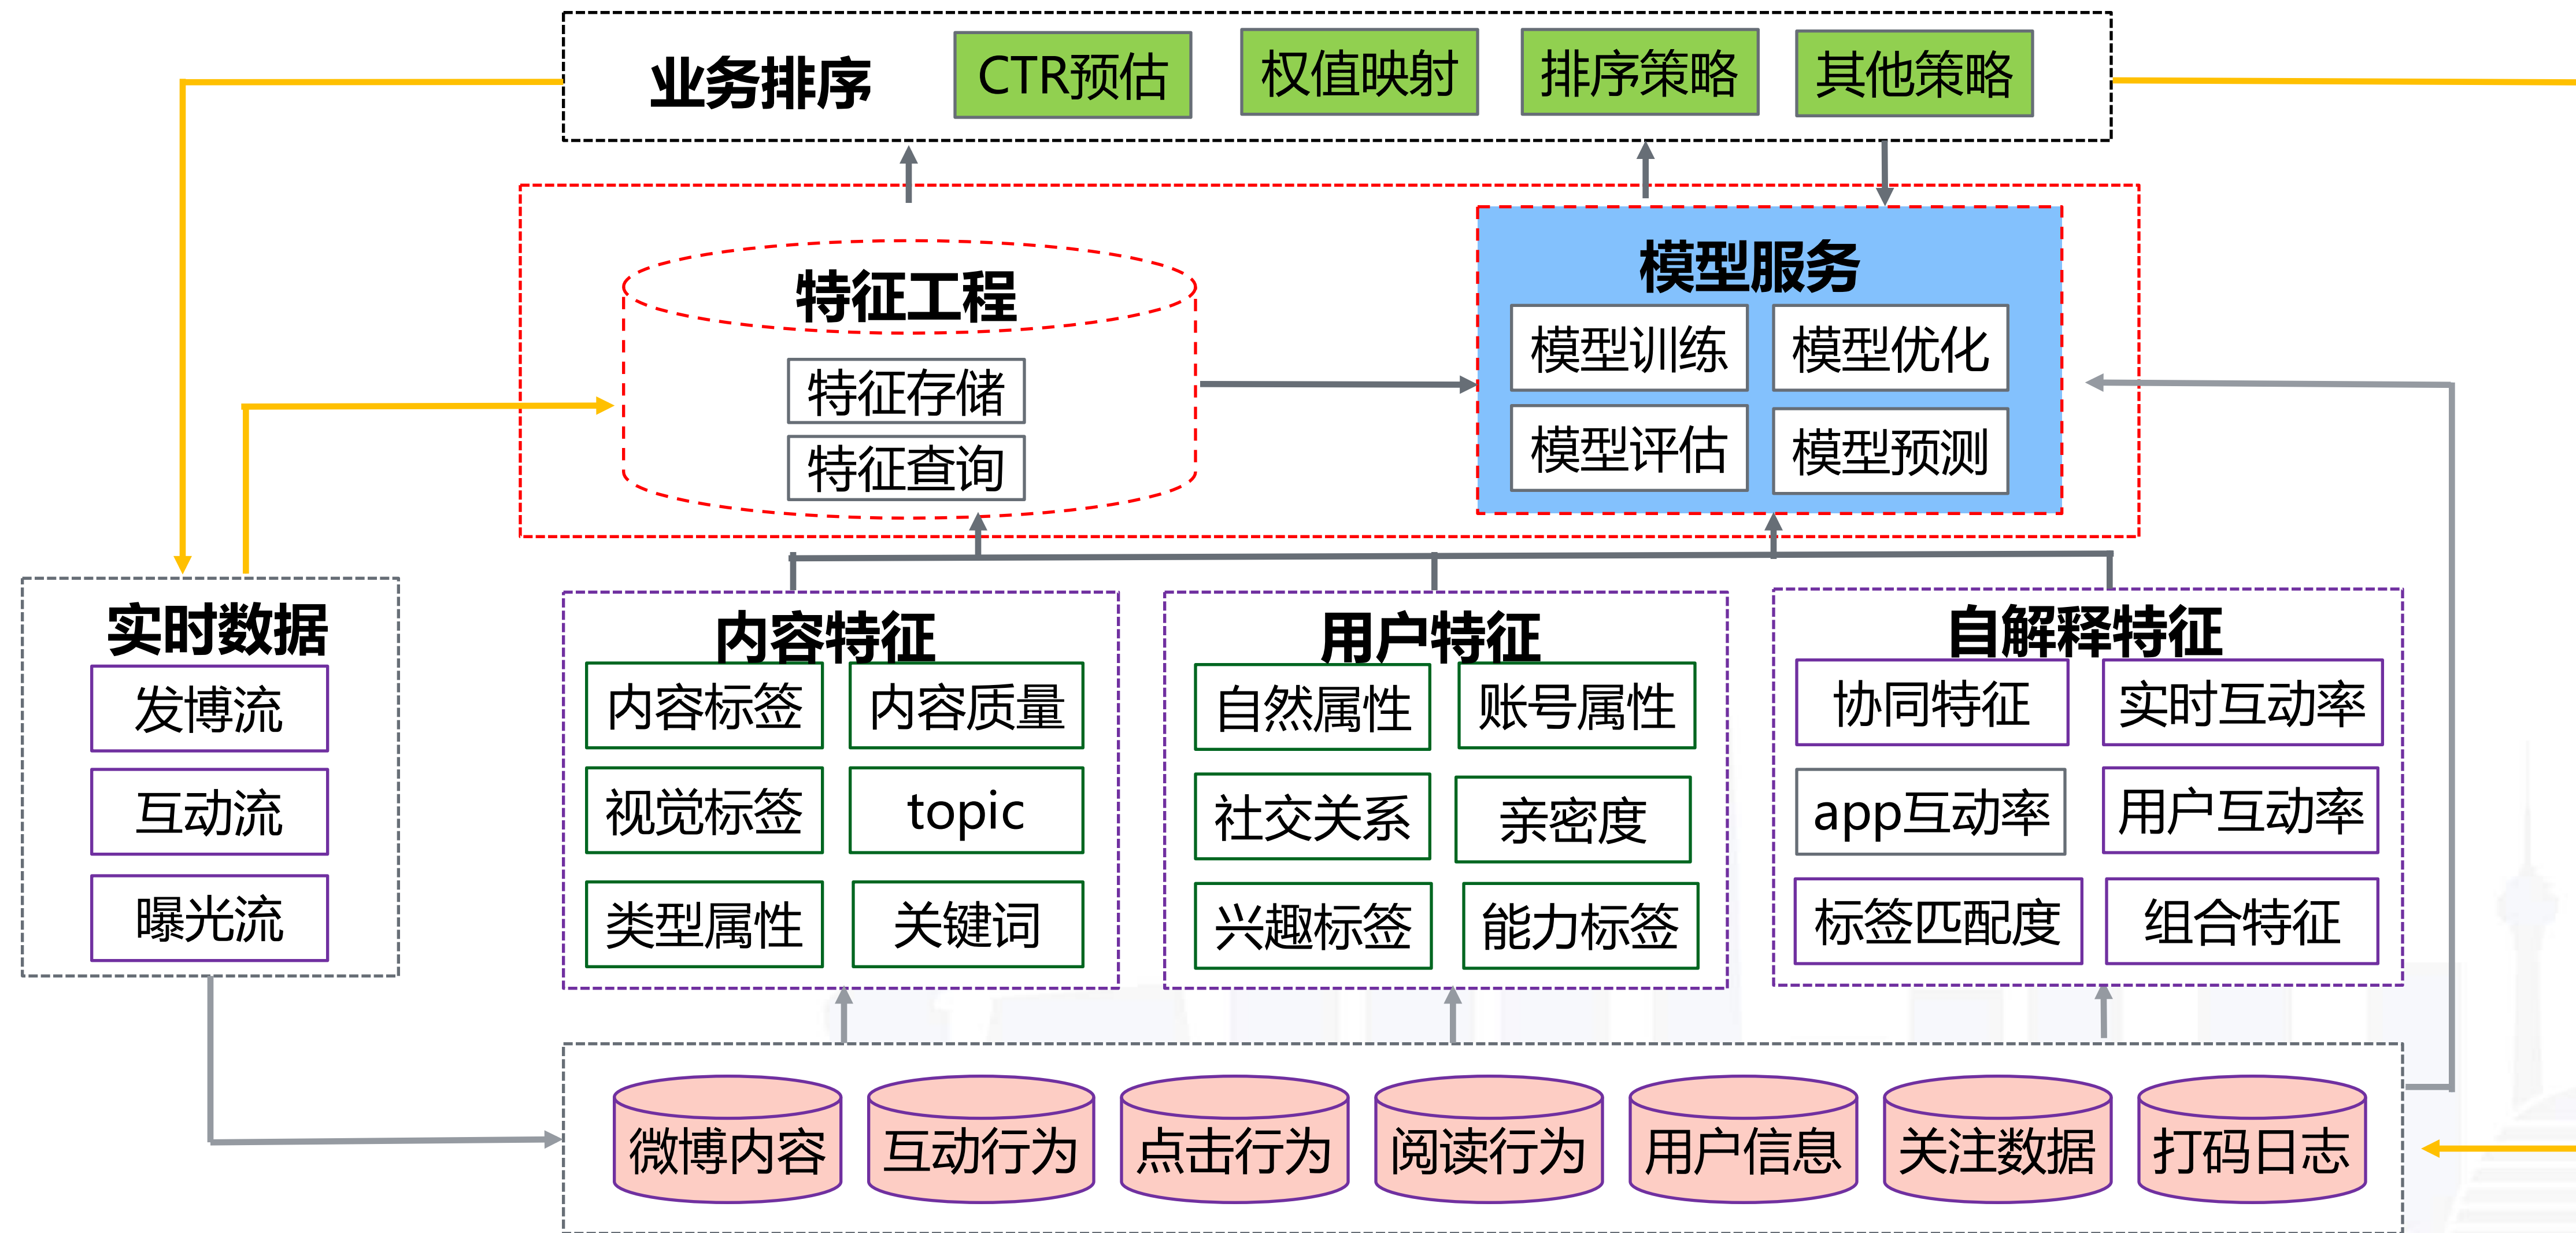 业务排序
CTR预估
权值映射
排序策略
其他策略
特征工程
特征存储
特征查询
模型服务
模型训练
模型优化
模型评估
模型预测
实时数据
发博流
互动流
曝光流
内容特征
内容标签
内容质量
视觉标签
topic
类型属性
关键词
用户特征
自然属性
账号属性
社交关系
亲密度
兴趣标签
能力标签
自解释特征
协同特征
实时互动率
app互动率
用户互动率
标签匹配度
组合特征
微博内容
互动行为
点击行为
阅读行为
用户信息
关注数据
打码日志